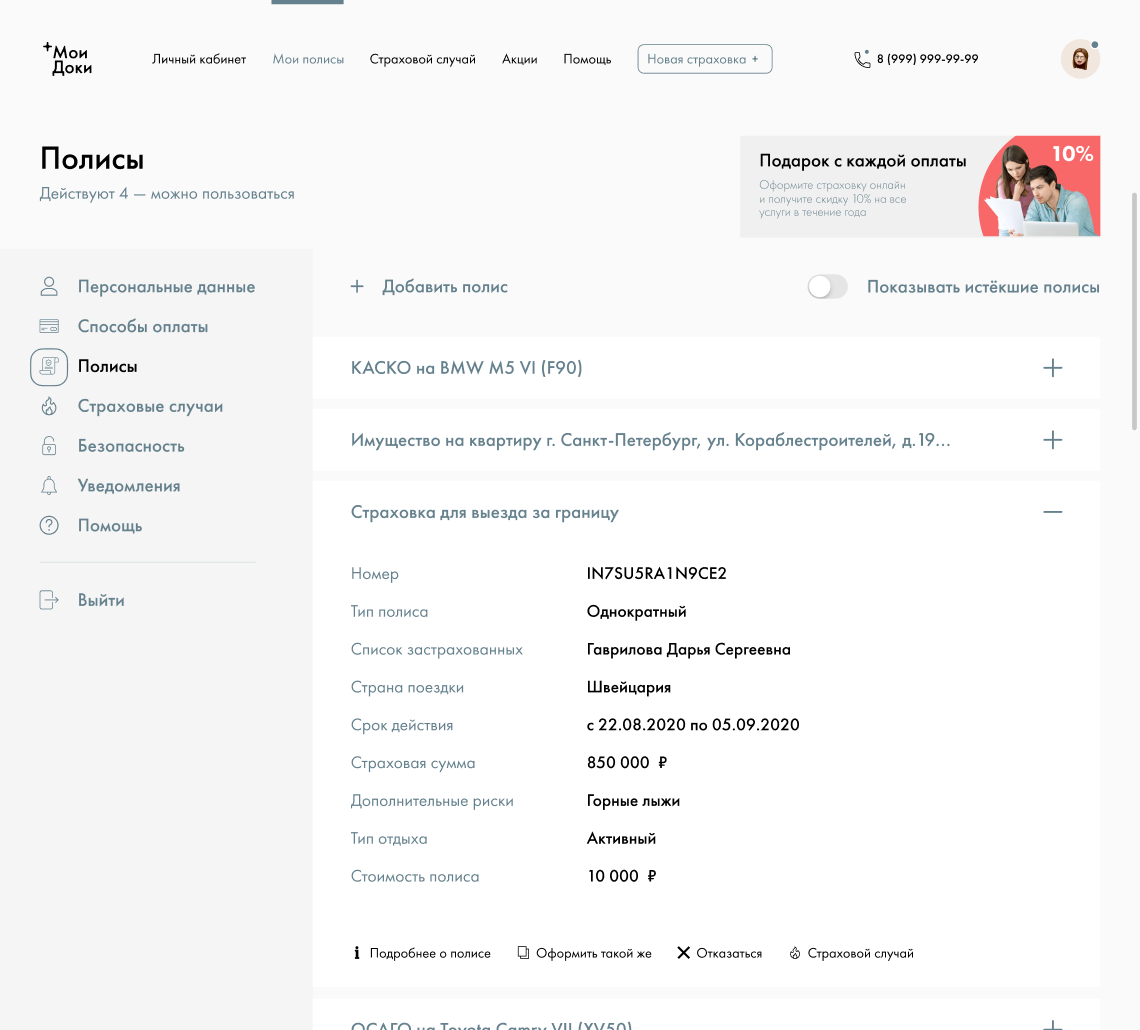 +Мои
Доки
Личный кабинет
Мои полисы
Страховой случай
Акции
Помощь
Новая страховка +
8 (999) 999-99-99
Полисы
Действуют 4 — можно пользоваться
Подарок с каждой оплаты
Оформите страховку онлайн
и получите скидку 10% на все
услуги в течение года
10%
Персональные данные
Способы оплаты
Полисы
Страховые случаи
Безопасность
Уведомления
Помощь
Выйти
+ Добавить полис
Показывать истёкшие полисы
КАСКО на BMW M5 VI (F90)
Имущество на квартиру г. Санкт-Петербург, ул. Кораблестроителей, д.19...
Страховка для выезда за границу
Номер IN7SU5RA1N9CE2
Тип полиса Однократный
Список застрахованных Гаврилова Дарья Сергеевна
Страна поездки Швейцария
Срок действия с 22.08.2020 по 05.09.2020
Страховая сумма 850 000 ₽
Дополнительные риски Горные лыжи
Тип отдыха Активный
Стоимость полиса 10 000 ₽
Подробнее о полисе
Оформить такой же
Отказаться
Страховой случай
ОСАГО на Toyota Camry VII (XV50)